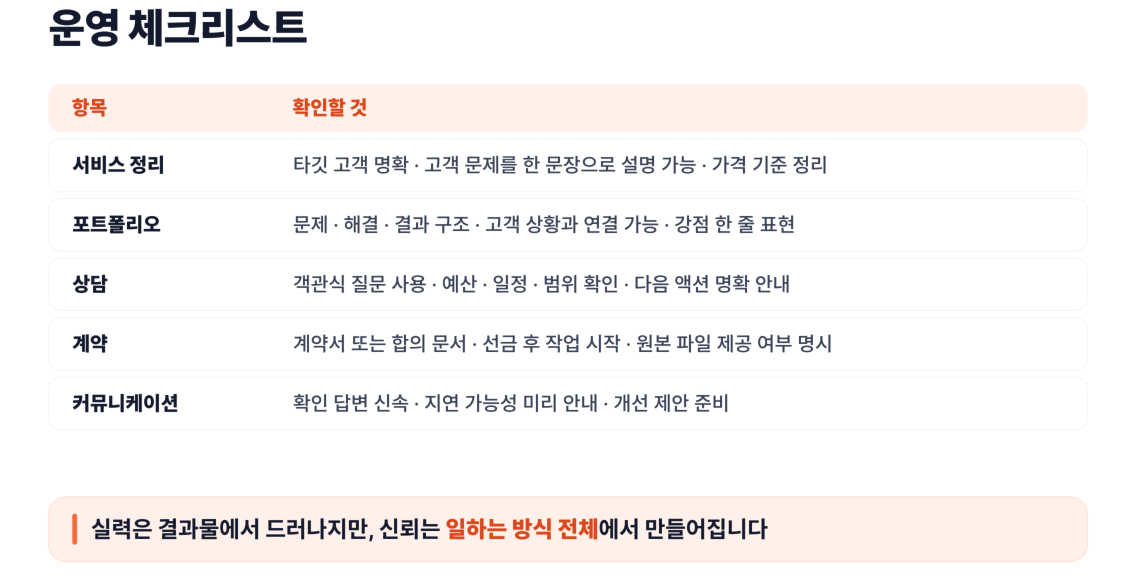 운영 체크리스트
항목 확인할 것
서비스 정리 타깃 고객 명확 · 고객 문제를 한 문장으로 설명 가능 · 가격 기준 정리
포트폴리오 문제 · 해결 · 결과 구조 · 고객 상황과 연결 가능 · 강점 한 줄 표현
상담 객관식 질문 사용 · 예산 · 일정 · 범위 확인 · 다음 액션 명확 안내
계약 계약서 또는 합의 문서 · 선금 후 작업 시작 · 원본 파일 제공 여부 명시
커뮤니케이션 확인 답변 신속 · 지연 가능성 미리 안내 · 개선 제안 준비
실력은 결과물에서 드러나지만, 신뢰는 일하는 방식 전체에서 만들어집니다